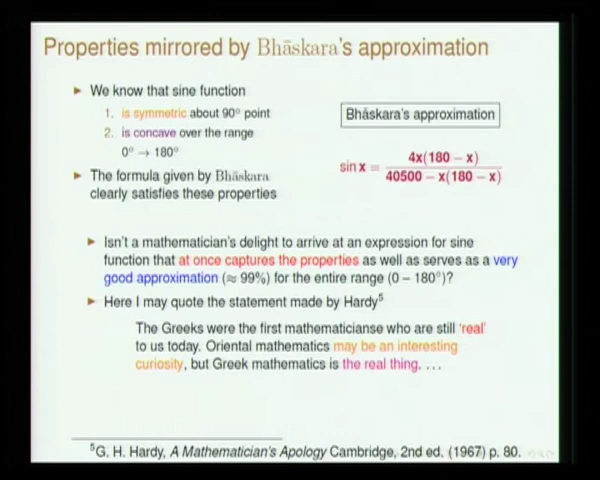 Properties mirrored by Bhāskara's approximation
► We know that sine function
1. is symmetric about 90° point
2. is concave over the range
0° → 180°
► The formula given by Bhāskara
clearly satisfies these properties
Bhāskara's approximation
sin x = 4x(180 − x) / 40500 − x(180 − x)
► Isn't a mathematician's delight to arrive at an expression for sine
function that at once captures the properties as well as serves as a very
good approximation (≈ 99%) for the entire range (0 − 180°)?
► Here I may quote the statement made by Hardy⁵
The Greeks were the first mathematicianse who are still 'real'
to us today. Oriental mathematics may be an interesting
curiosity, but Greek mathematics is the real thing. ...
⁵G. H. Hardy, A Mathematician's Apology Cambridge, 2nd ed. (1967) p. 80.